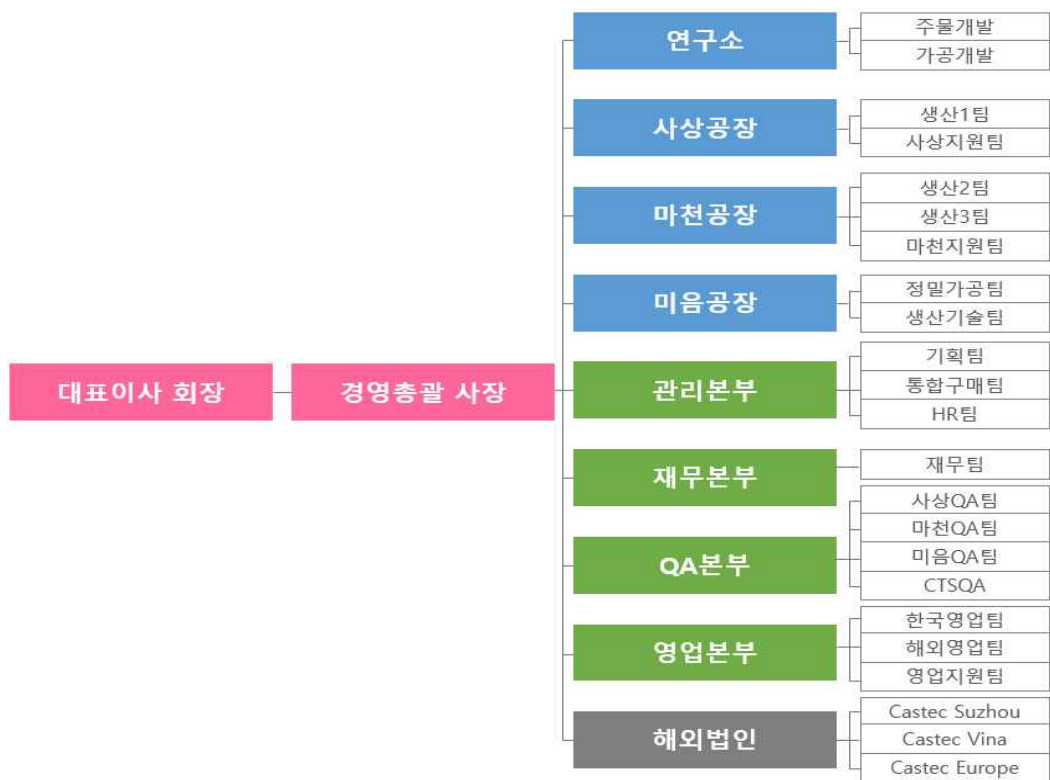 연구소
주물개발
가공개발
사상공장
생산1팀
사상지원팀
마천공장
생산2팀
생산3팀
마천지원팀
미음공장
정밀가공팀
생산기술팀
대표이사 회장
경영총괄 사장
관리본부
기획팀
통합구매팀
HR팀
재무본부
재무팀
QA본부
사상QA팀
마천QA팀
미음QA팀
CTSQA
영업본부
한국영업팀
해외영업팀
영업지원팀
해외법인
Castec Suzhou
Castec Vina
Castec Europe